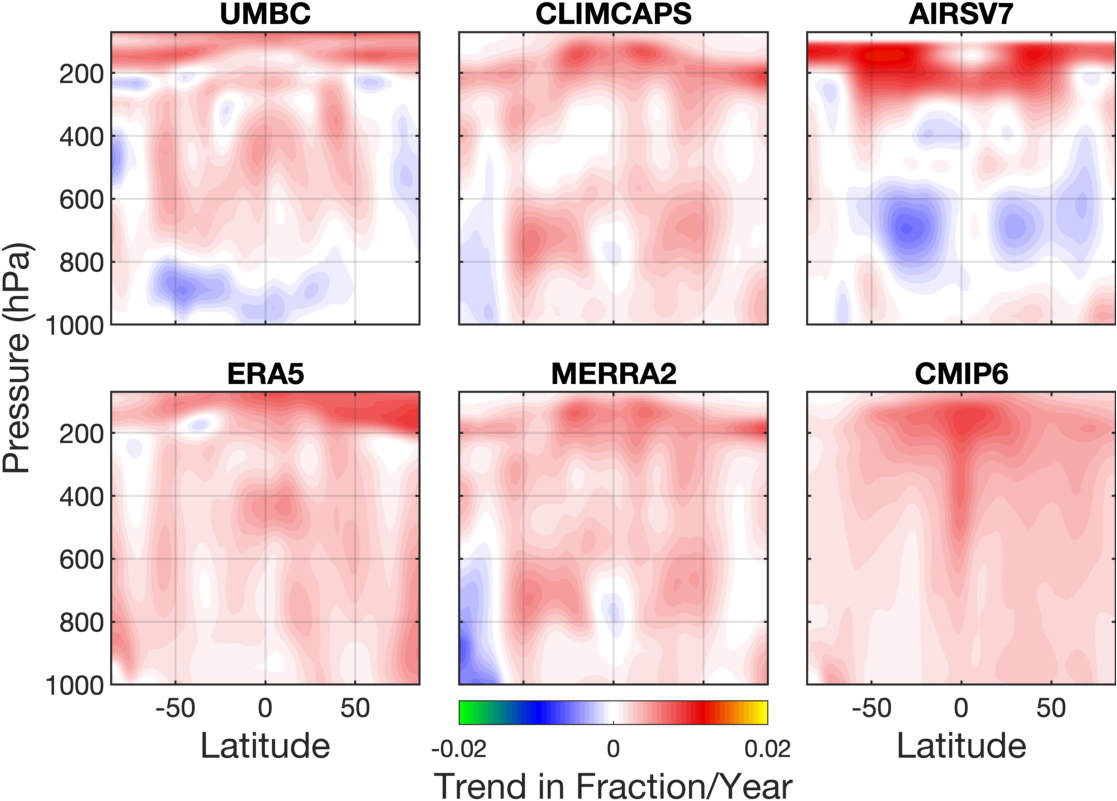 UMBC CLIMCAPS AIRSV7
200
400
600
800
1000
Pressure (hPa)
ERA5 MERRA2 CMIP6
200
400
600
800
1000
-50 0 50 -50 0 50
-0.02 0 0.02
Latitude Latitude
Trend in Fraction/Year